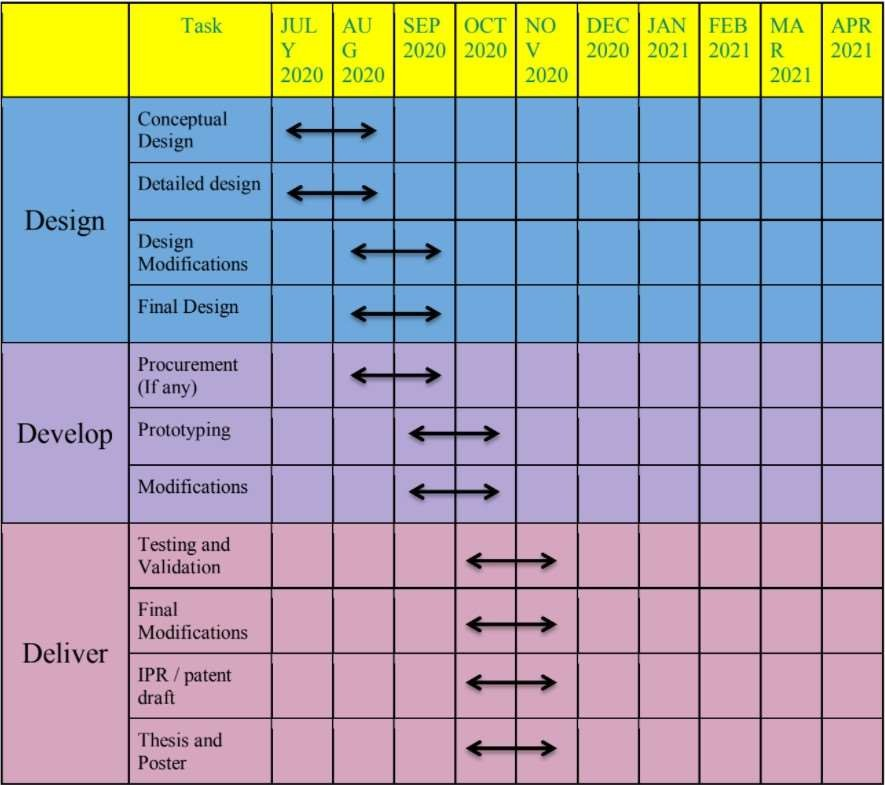 Task
JUL
Y
2020
AU
G
2020
SEP
2020
OCT
2020
NO
V
2020
DEC
2020
JAN
2021
FEB
2021
MA
R
2021
APR
2021
Design
Conceptual
Design
Detailed design
Design
Modifications
Final Design
Develop
Procurement
(If any)
Prototyping
Modifications
Deliver
Testing and
Validation
Final
Modifications
IPR / patent
draft
Thesis and
Poster